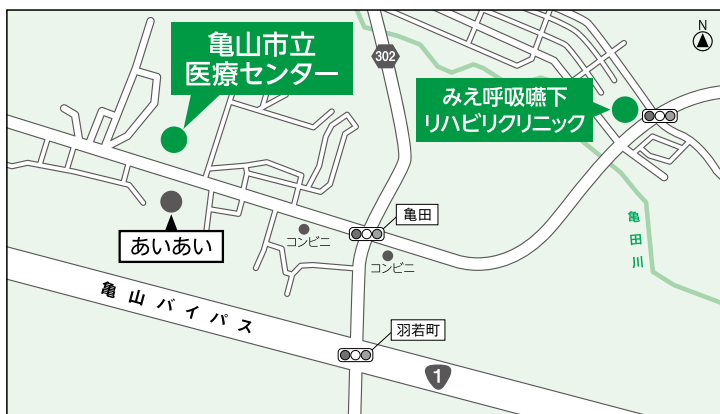 亀山市立
医療センター
302
N
みえ呼吸嚥下
リハビリクリニック
あいあい
亀田
コンビニ
コンビニ
亀田川
亀山バイパス
羽若町
1